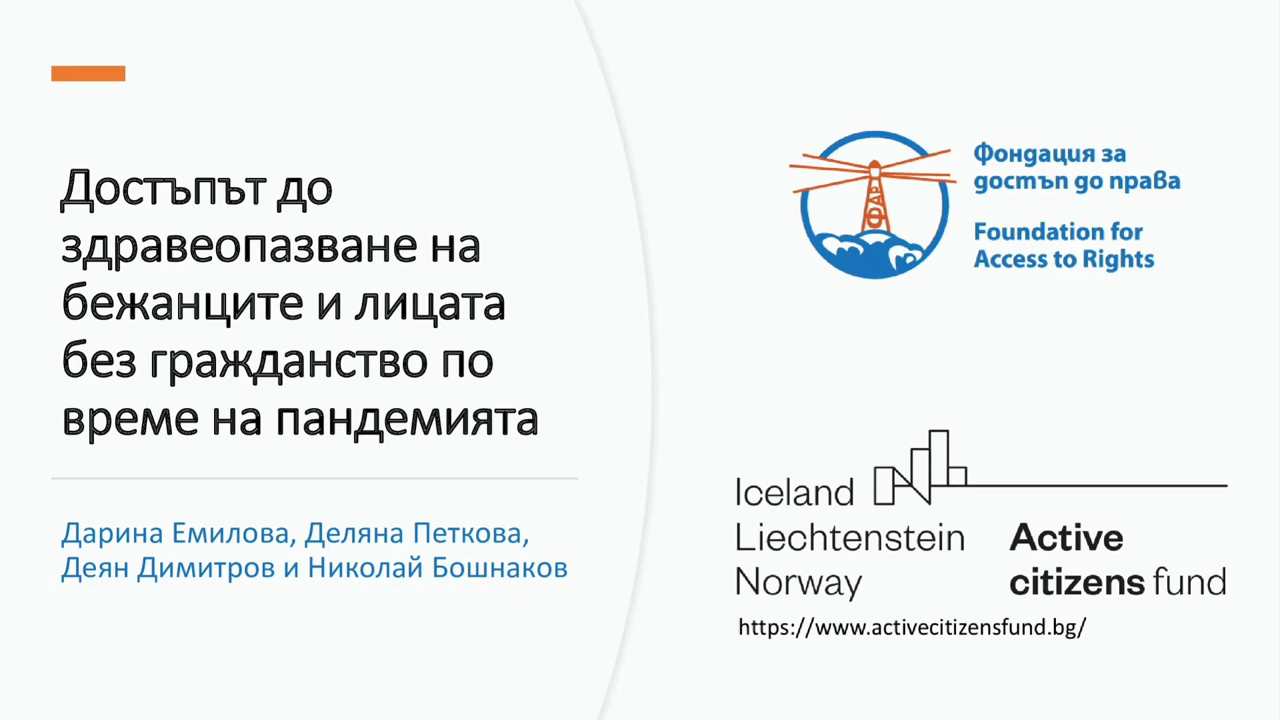 Достъпът до
здравеопазване на
бежанците и лицата
без гражданство по
време на пандемията
Дарина Емилова, Деляна Петкова,
Деян Димитров и Николай Бошнаков
ФАР
Фондация за
достъп до права
Foundation for
Access to Rights
Iceland
Liechtenstein
Norway
Active
citizens fund
https://www.activecitizensfund.bg/